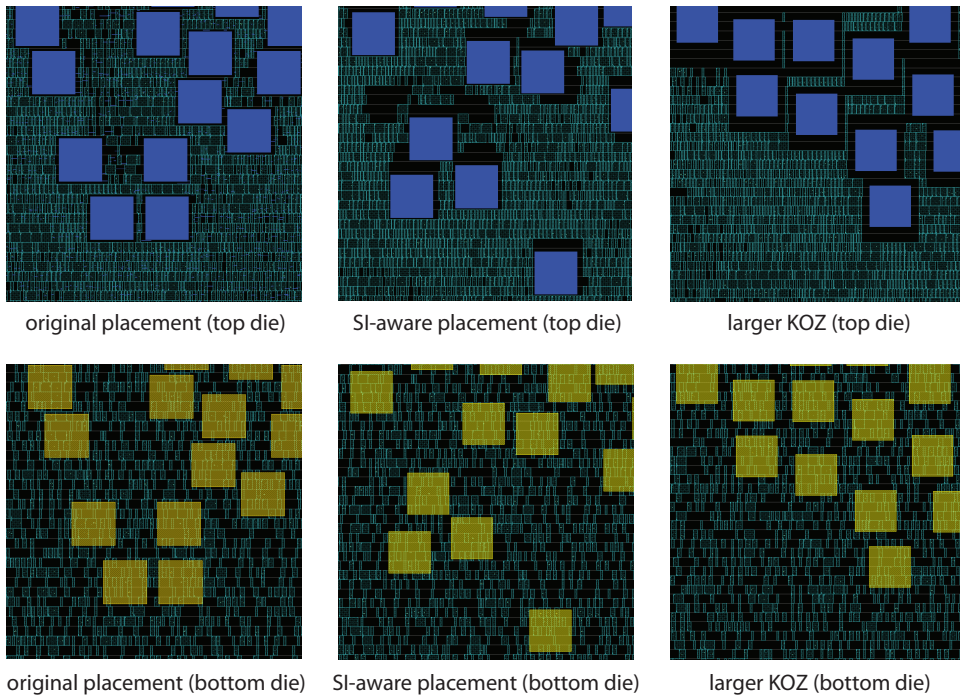 original placement (top die)
SI-aware placement (top die)
larger KOZ (top die)
original placement (bottom die)
SI-aware placement (bottom die)
larger KOZ (bottom die)